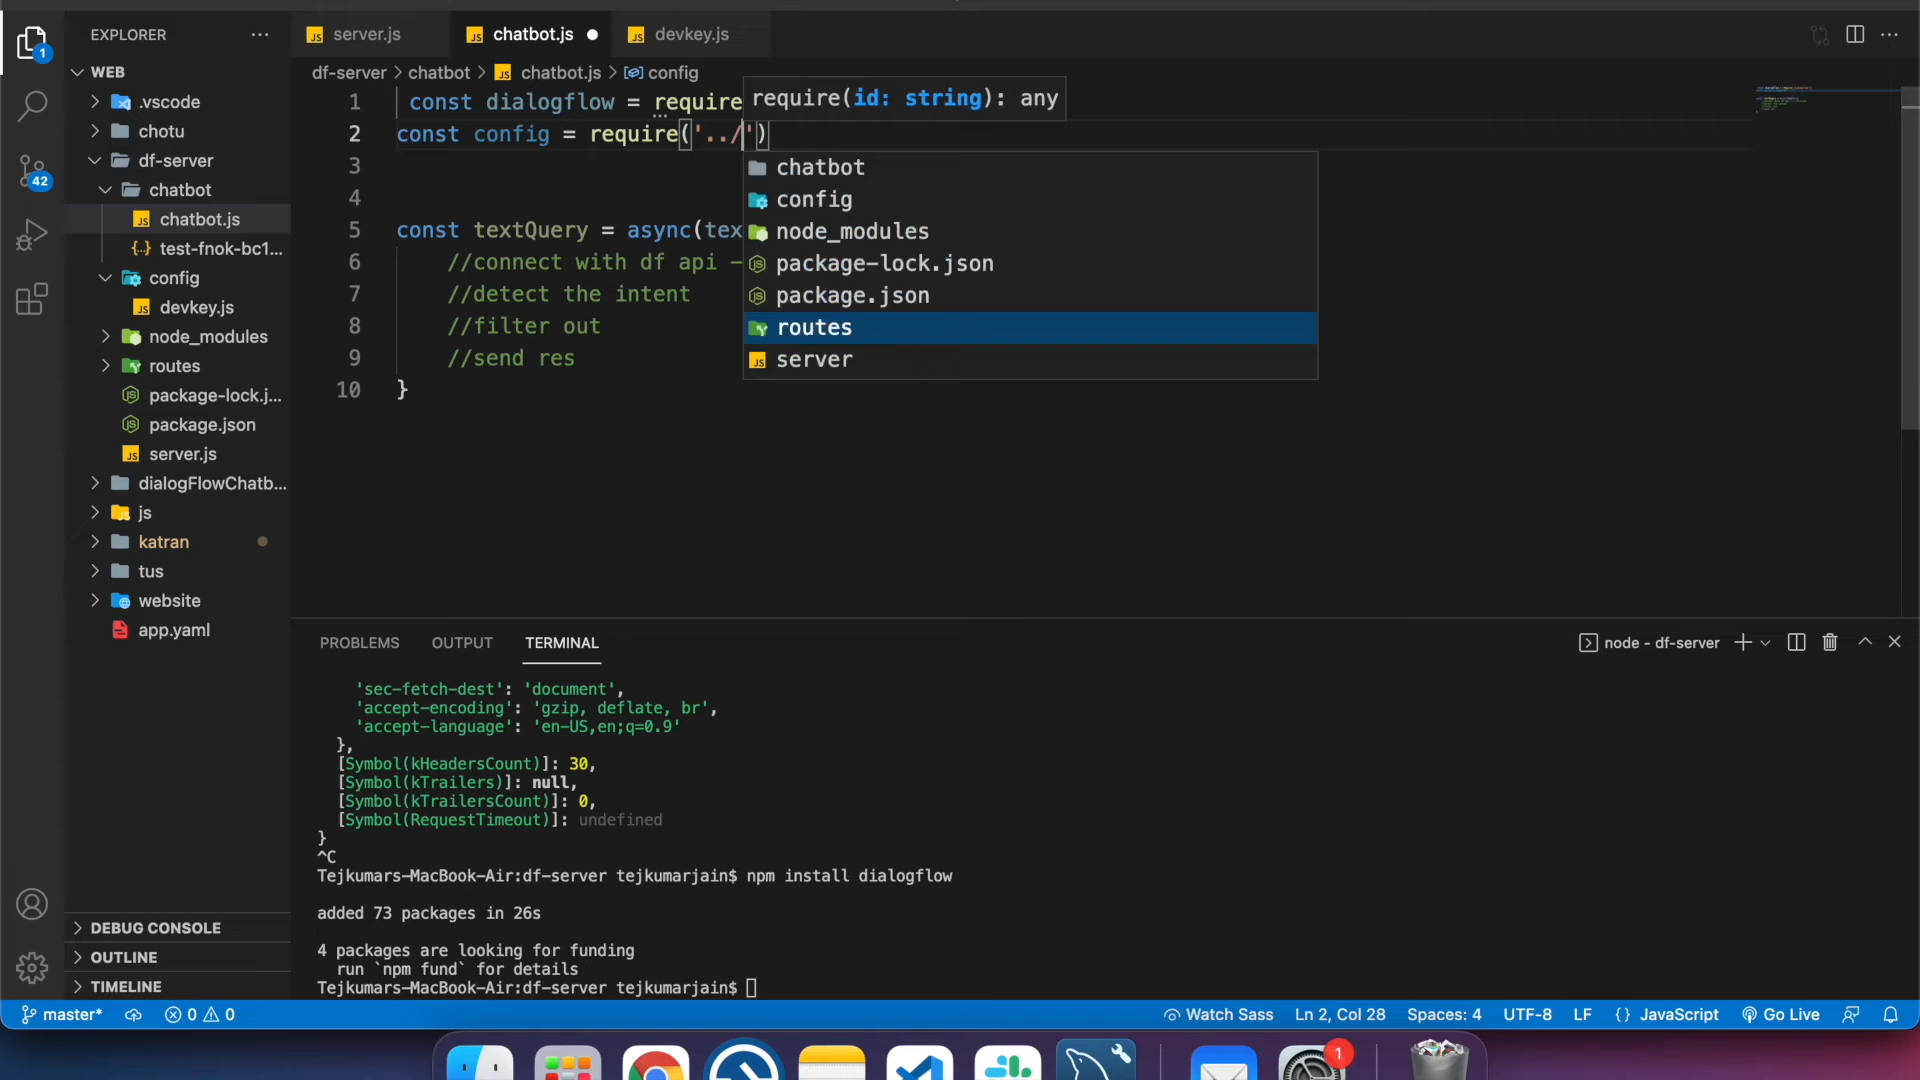 EXPLORER
WEB
.vscode
chotu
df-server
chatbot
chatbot.js
test-fnok-bc1...
config
devkey.js
node_modules
routes
package-lock.j...
package.json
server.js
dialogFlowChatb...
js
katran
tus
website
app.yaml
DEBUG CONSOLE
OUTLINE
TIMELINE
1
42
server.js
chatbot.js
devkey.js
df-server > chatbot > chatbot.js > config
1 const dialogflow = require
require(id: string): any
2 const config = require('../')
3
4
5 const textQuery = async(tex
6 //connect with df api -
7 //detect the intent
8 //filter out
9 //send res
10 }
chatbot
config
node_modules
package-lock.json
package.json
routes
server
PROBLEMS OUTPUT TERMINAL
node - df-server
'sec-fetch-dest': 'document',
'accept-encoding': 'gzip, deflate, br',
'accept-language': 'en-US,en;q=0.9'
},
[Symbol(kHeadersCount)]: 30,
[Symbol(kTrailers)]: null,
[Symbol(kTrailersCount)]: 0,
[Symbol(RequestTimeout)]: undefined
}
^C
Tejkumars-MacBook-Air:df-server tejkumarjain$ npm install dialogflow
added 73 packages in 26s
4 packages are looking for funding
run `npm fund` for details
Tejkumars-MacBook-Air:df-server tejkumarjain$
master* 0 0 Watch Sass Ln 2, Col 28 Spaces: 4 UTF-8 LF {} JavaScript Go Live
1